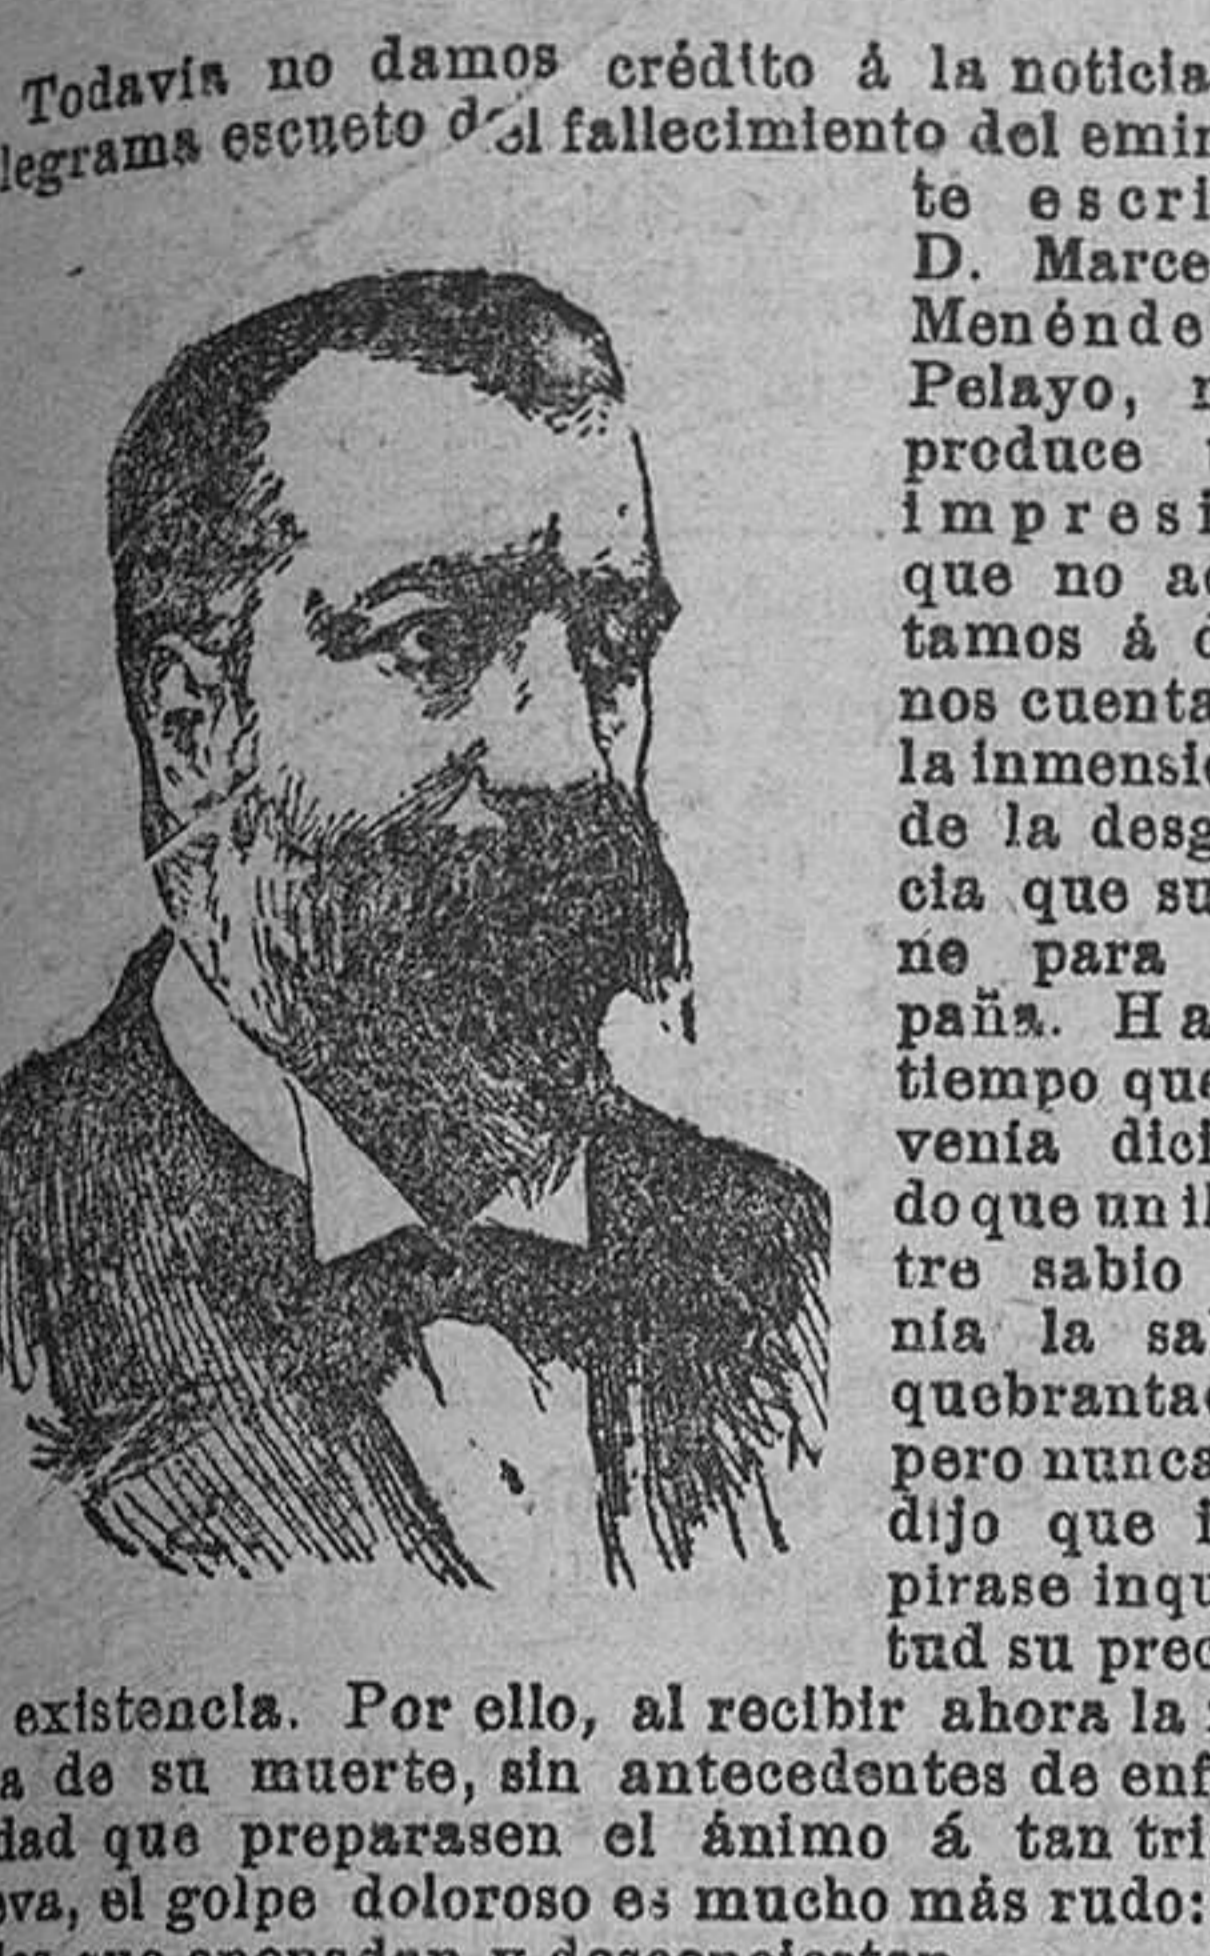 Todavía no damos crédito á la noticia
legrama escueto del fallecimiento del emin
te escri
D. Marce
Menénde
Pelayo,
produce
impresi
que no ac
tamos á d
nos cuenta
la inmensid
de la desg
cia que su
ne para
paña. Ha
tiempo que
venía dici
do que un il
tre sabio
nía la sa
quebranta
pero nunca
dijo que i
pirase inqu
tud su prec
existencia. Por ello, al recibir ahora la
a de su muerte, sin antecedentes de enf
dad que preparasen el ánimo á tan tri
eva, el golpe doloroso es mucho más rudo: